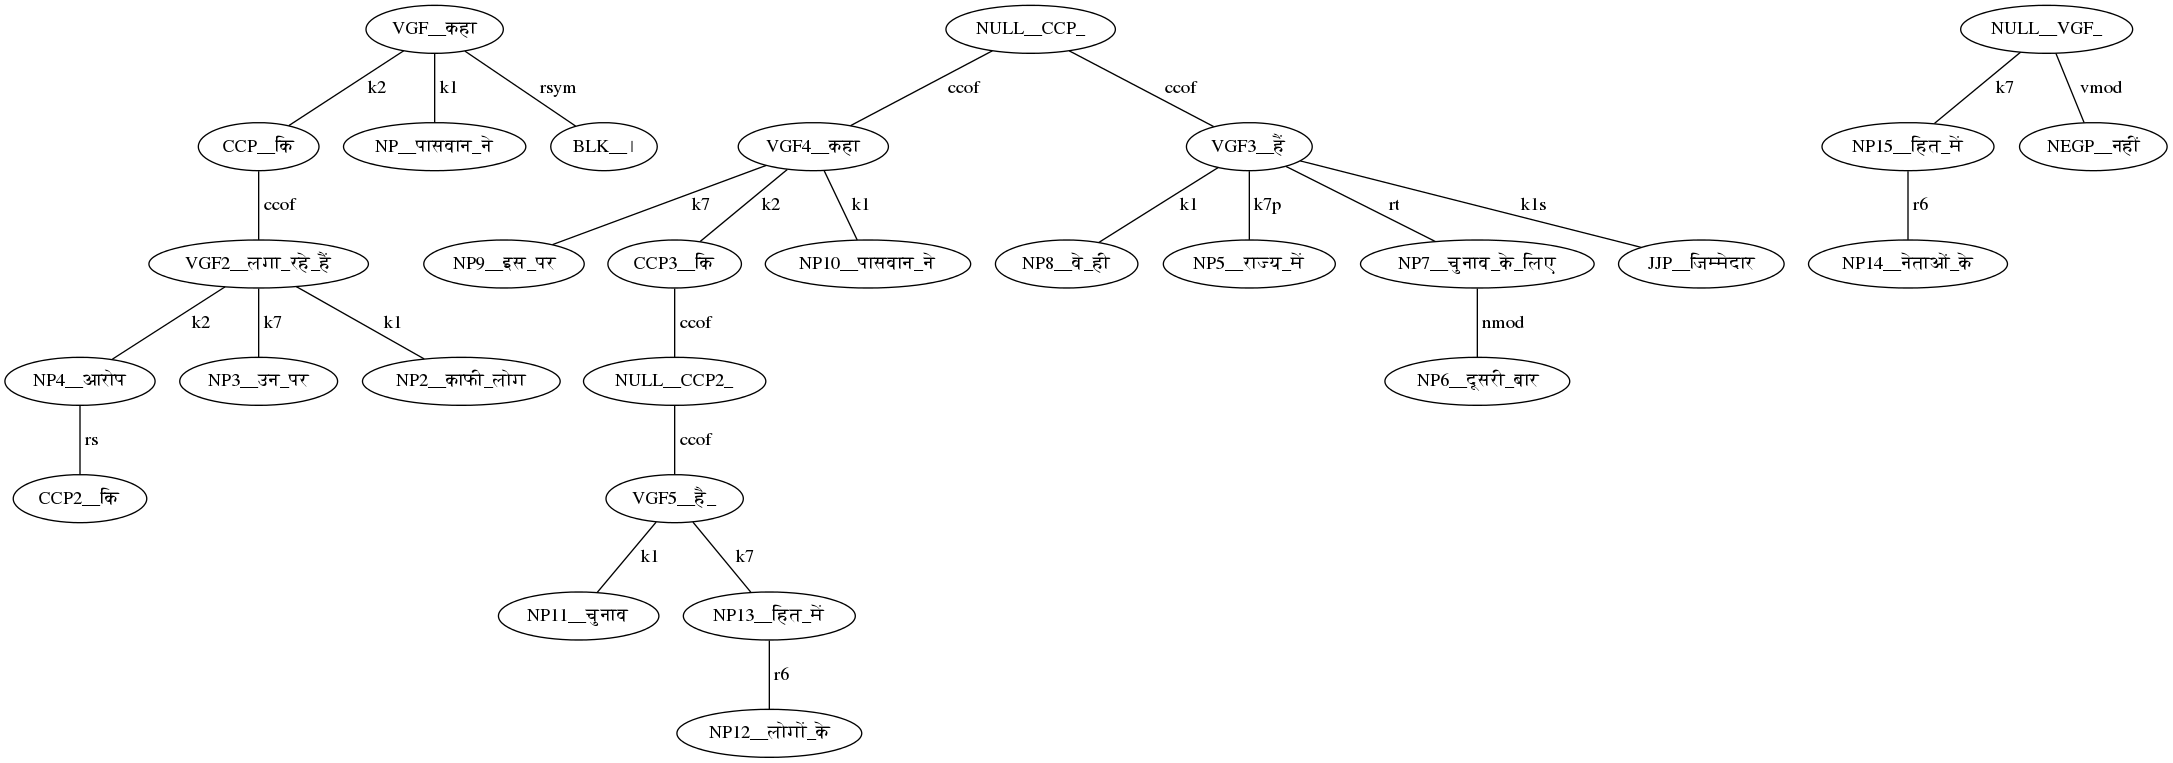 VGF__कहा NULL__CCP_ NULL__VGF_
k2 k1 rsym ccof ccof k7 vmod
CCP__कि NP__पासवान_ने BLK__। VGF4__कहा VGF3__हैं NP15__हित_में NEGP__नहीं
ccof k7 k2 k1 k1 k7p rt k1s r6
VGF2__लगा_रहे_हैं NP9__इस_पर CCP3__कि NP10__पासवान_ने NP8__वे_ही NP5__राज्य_में NP7__चुनाव_के_लिए JJP__जिम्मेदार NP14__नेताओं_के
k2 k7 k1 ccof nmod
NP4__आरोप NP3__उन_पर NP2__काफी_लोग NULL__CCP2_ NP6__दूसरी_बार
rs ccof
CCP2__कि VGF5__है_
k1 k7
NP11__चुनाव NP13__हित_में
r6
NP12__लोगों_के